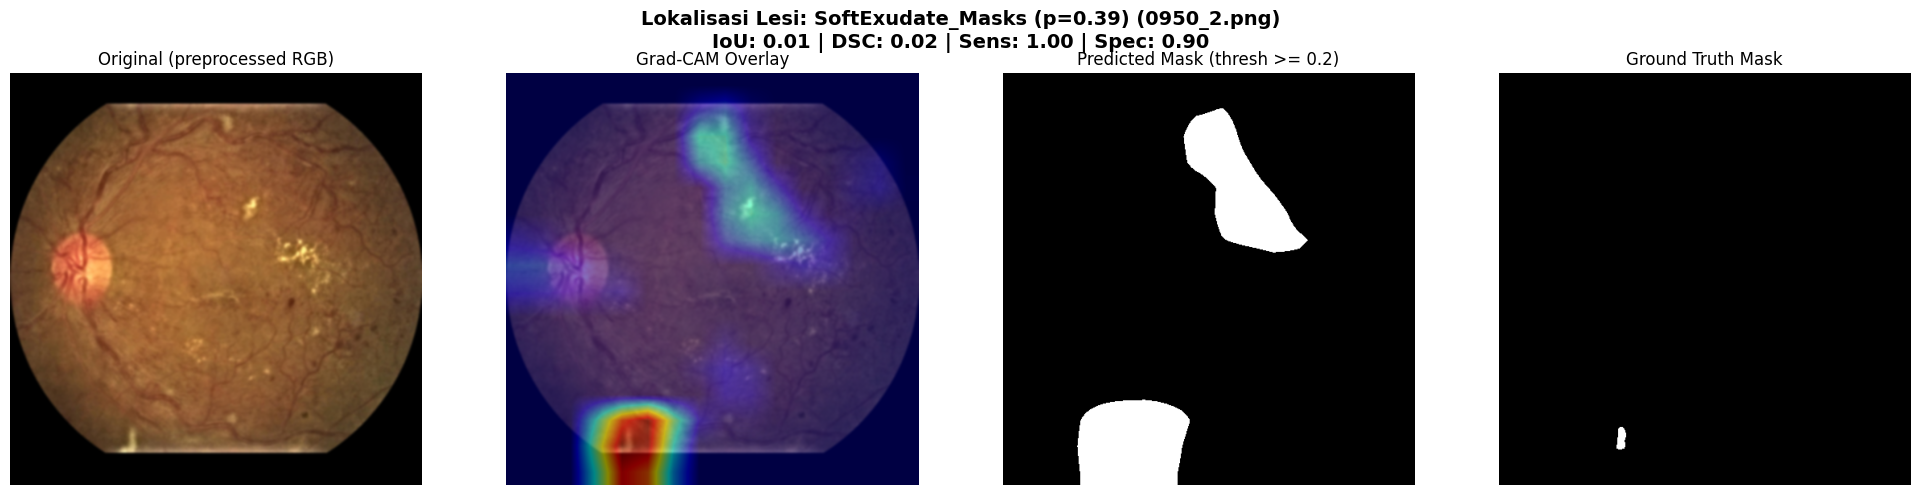 Lokalisasi Lesi: SoftExudate_Masks (p=0.39) (0950_2.png)
IoU: 0.01 | DSC: 0.02 | Sens: 1.00 | Spec: 0.90
Original (preprocessed RGB)
Grad-CAM Overlay
Predicted Mask (thresh >= 0.2)
Ground Truth Mask